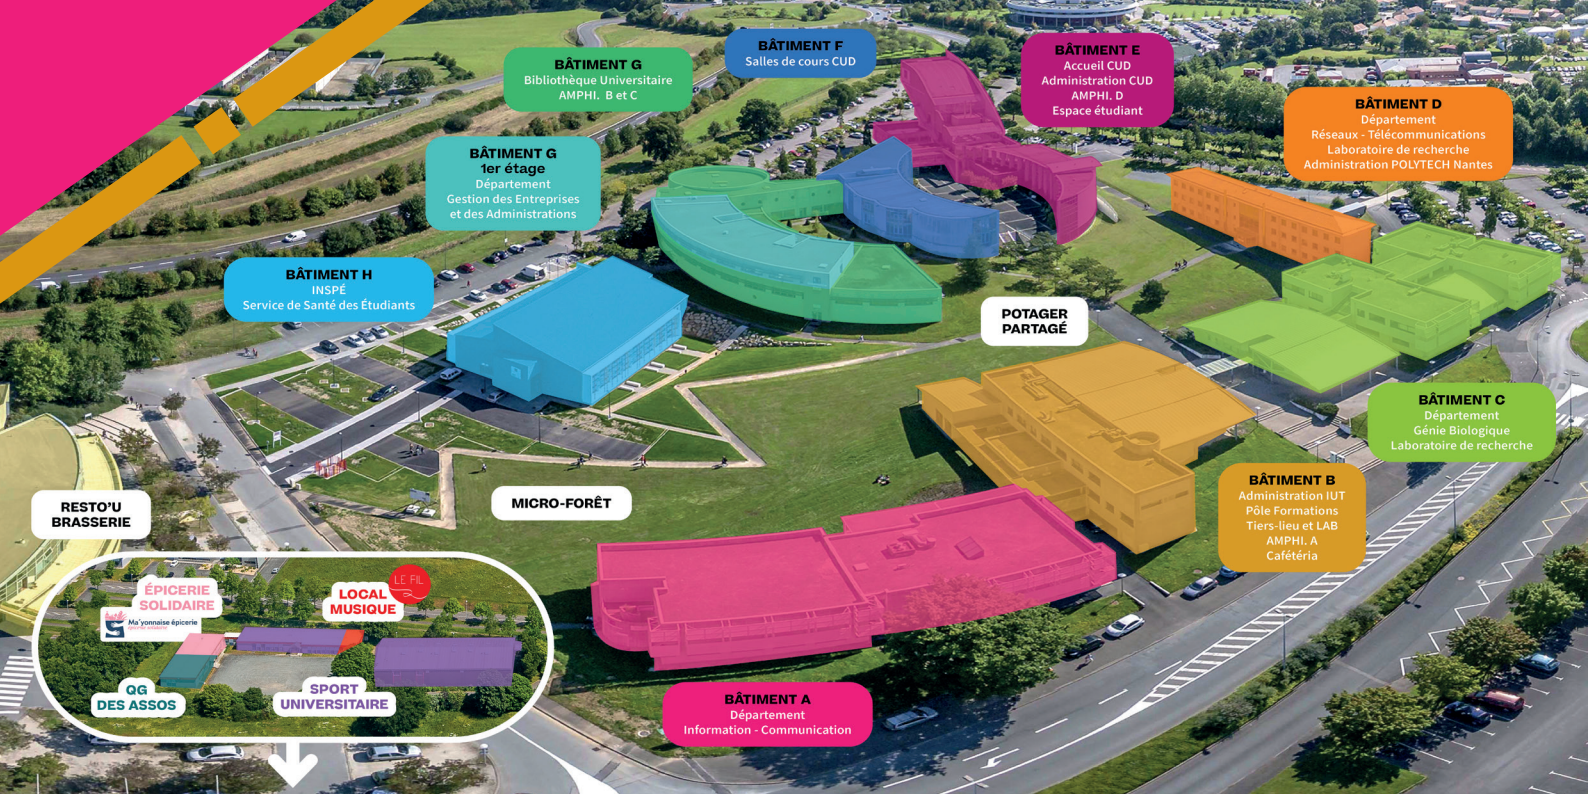 BÂTIMENT G
Bibliothèque Universitaire
AMPHI. B et C
BÂTIMENT F
Salles de cours CUD
BÂTIMENT E
Accueil CUD
Administration CUD
AMPHI. D
Espace étudiant
BÂTIMENT D
Département
Réseaux - Télécommunications
Laboratoire de recherche
Administration POLYTECH Nantes
BÂTIMENT G
1er étage
Département
Gestion des Entreprises
et des Administrations
BÂTIMENT H
INSPÉ
Service de Santé des Étudiants
POTAGER
PARTAGÉ
BÂTIMENT C
Département
Génie Biologique
Laboratoire de recherche
BÂTIMENT B
Administration IUT
Pôle Formations
Tiers-lieu et LAB
AMPHI. A
Cafétéria
RESTO'U
BRASSERIE
MICRO-FORÊT
ÉPICERIE
SOLIDAIRE
Ma'yonnaise épicerie
épicerie solidaire
LE FIL
LOCAL
MUSIQUE
QG
DES ASSOS
SPORT
UNIVERSITAIRE
BÂTIMENT A
Département
Information - Communication